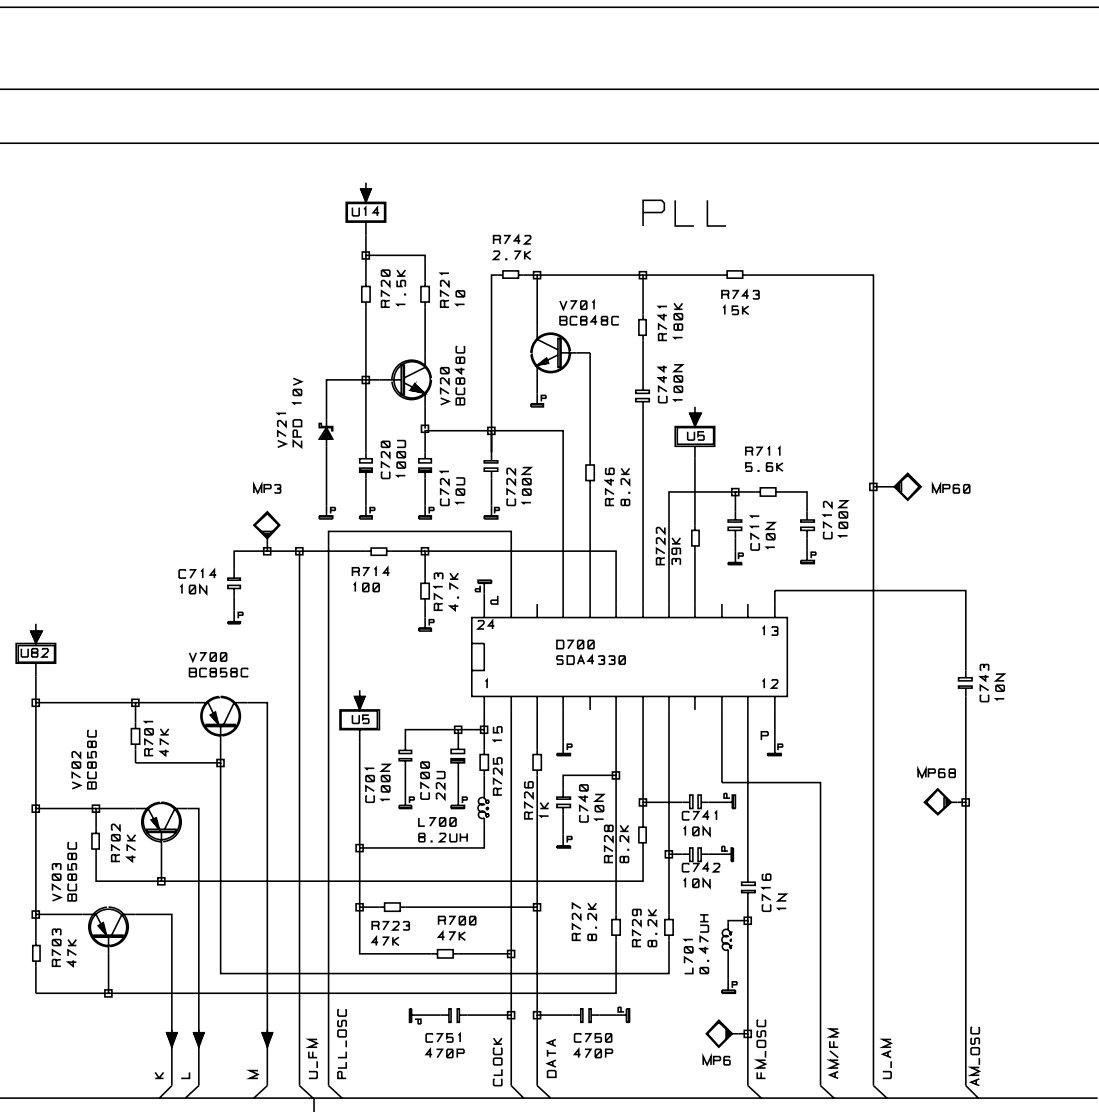 PLL
U14
R742
2.7K
R720
1.5K
R721
10
R743
15K
V701
BC848C
R741
180K
V720
BC848C
C744
100N
V721
ZPD 10V
U5
C720
100U
C721
10U
C722
100N
R746
8.2K
R711
5.6K
MP60
MP3
P
P
P
P
P
C711
10N
C712
100N
R722
39K
P
P
C714
10N
R714
100
R713
4.7K
P
P
P
P
24
13
D700
SDA4330
1
12
U82
V700
BC858C
C743
10N
U5
R701
47K
V702
BC858C
15
R725
C701
100N
C700
22U
P
P
P
P
P
R726
1K
C740
10N
P
MP68
L700
8.2UH
C741
10N
P
R702
47K
R728
8.2K
C742
10N
P
V703
BC858C
C716
1N
R723
47K
R700
47K
R727
8.2K
R729
8.2K
L701
0.47UH
R703
47K
P
P
C751
470P
P
C750
470P
MP6
K
L
M
U_FM
PLL_OSC
CLOCK
DATA
FM_OSC
AM/FM
U_AM
AM_OSC